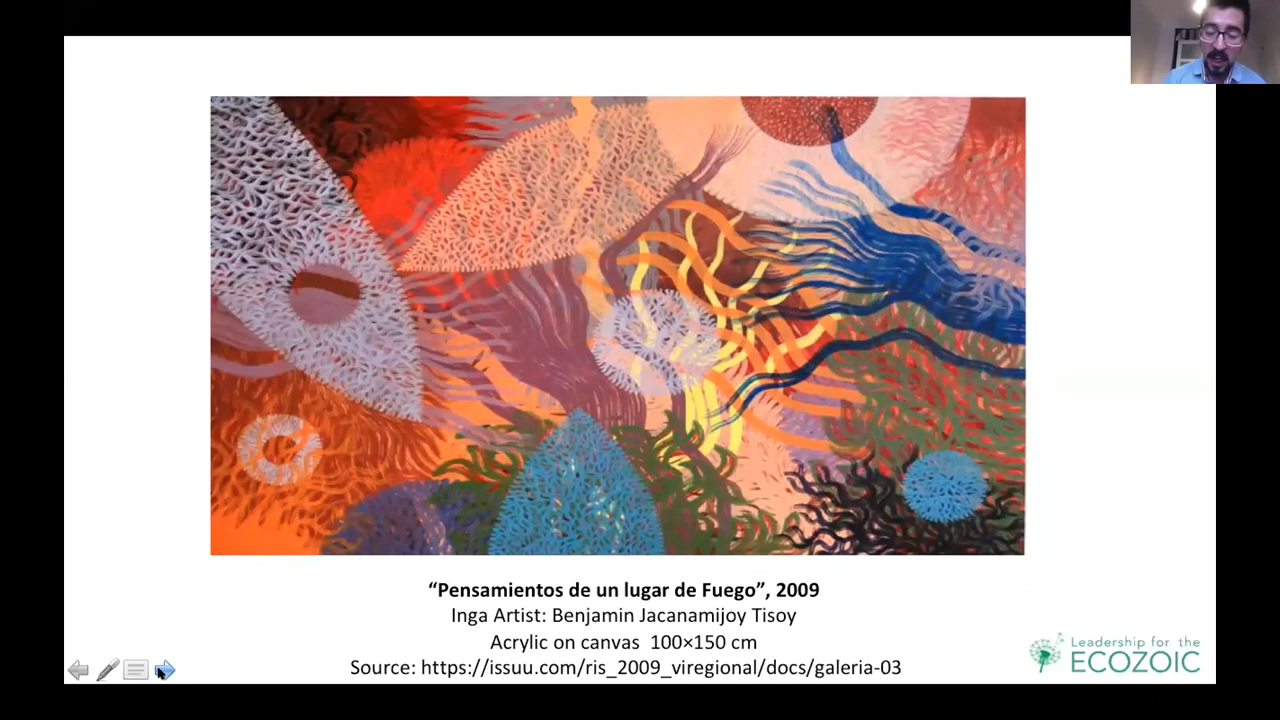 “Pensamientos de un lugar de Fuego”, 2009
Inga Artist: Benjamin Jacanamijoy Tisoy
Acrylic on canvas 100×150 cm
Source: https://issuu.com/ris_2009_viregional/docs/galeria-03
Leadership for the
ECOZOIC